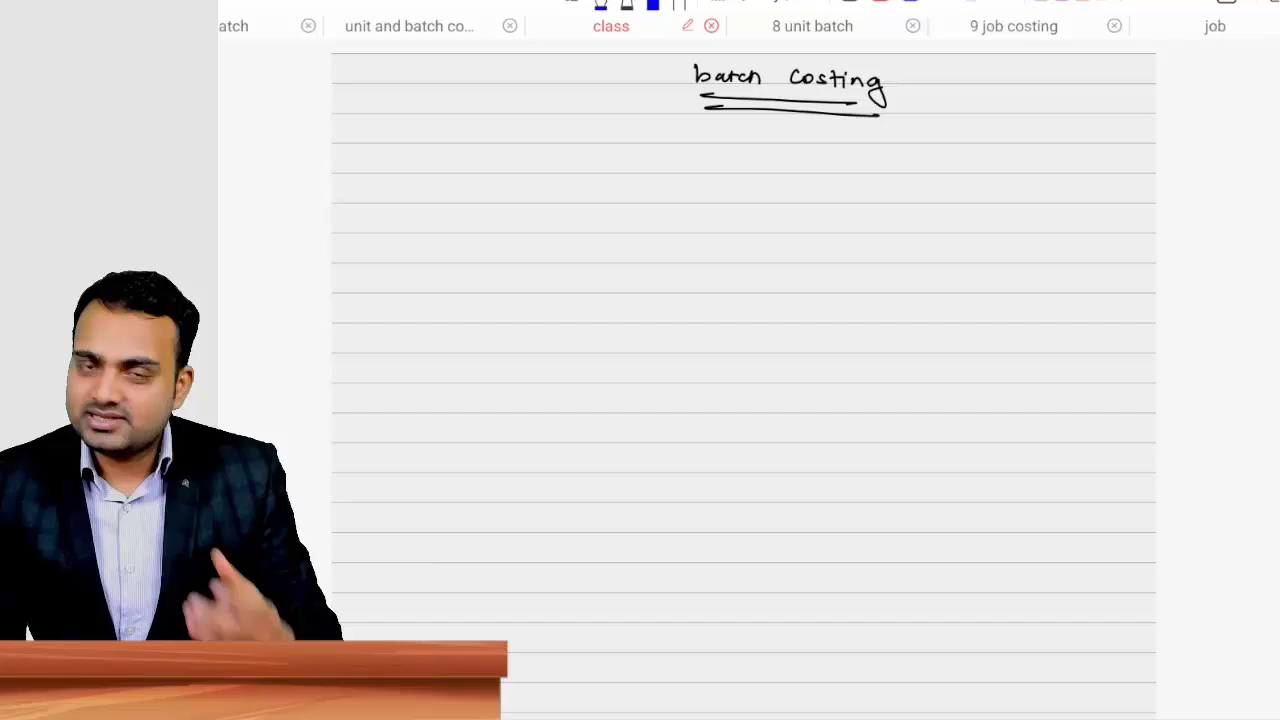 atch unit and batch co... class 8 unit batch 9 job costing job
batch costing